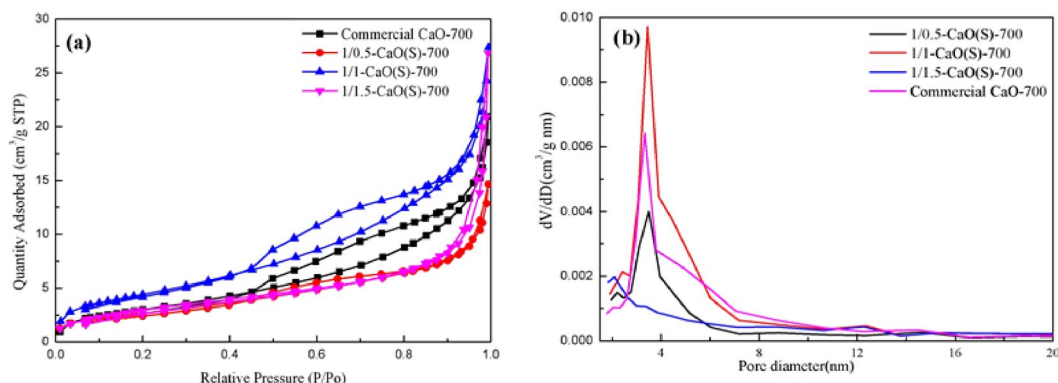 (a)
Commercial CaO-700
1/0.5-CaO(S)-700
1/1-CaO(S)-700
1/1.5-CaO(S)-700
Quantity Adsorbed (cm³/g STP)
30
25
20
15
10
5
0
0.0 0.2 0.4 0.6 0.8 1.0
Relative Pressure (P/Po)
(b)
1/0.5-CaO(S)-700
1/1-CaO(S)-700
1/1.5-CaO(S)-700
Commercial CaO-700
dV/dD(cm³/g nm)
0.010
0.008
0.006
0.004
0.002
0.000
4 8 12 16 20
Pore diameter(nm)